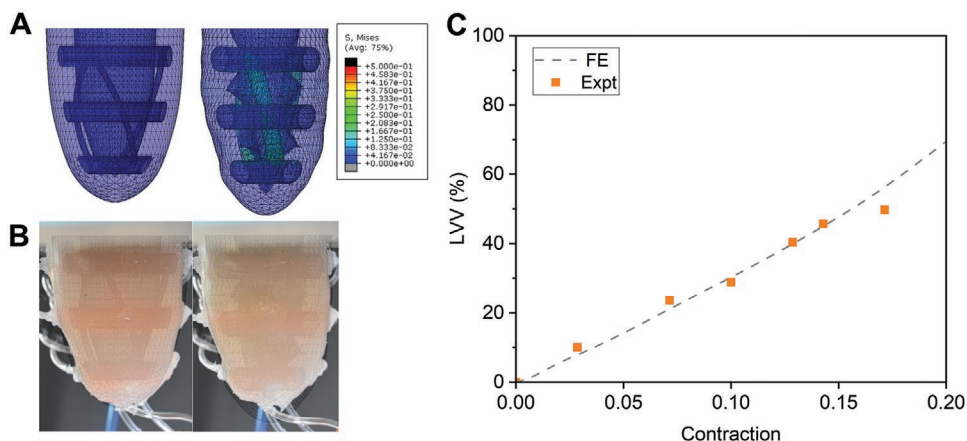 A
S, Mises
(Avg: 75%)
+5.000e-01
+4.583e-01
+4.167e-01
+3.750e-01
+3.333e-01
+2.917e-01
+2.500e-01
+2.083e-01
+1.667e-01
+1.250e-01
+8.333e-02
+4.167e-02
+0.000e+00
B
C
100
80
60
40
20
0
LVV (%)
FE
Expt
0.00
0.05
0.10
0.15
0.20
Contraction